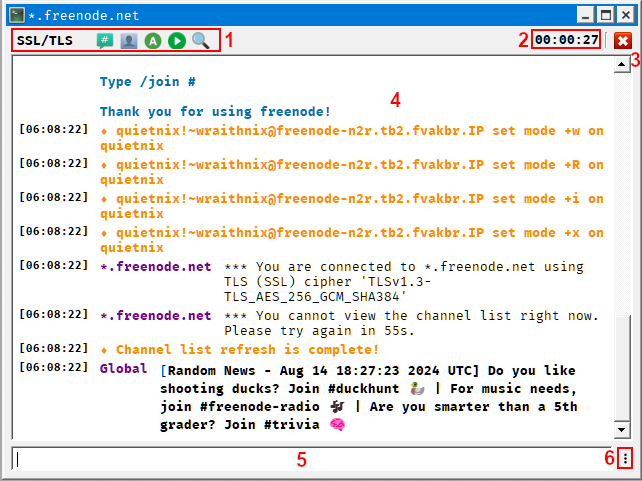 *.freenode.net
SSL/TLS # A 1 2 00:00:27
3
Type /join #
4
Thank you for using freenode!
[06:08:22] ♦ quietnix!~wraithnix@freenode-n2r.tb2.fvakbr.IP set mode +w on
quietnix
[06:08:22] ♦ quietnix!~wraithnix@freenode-n2r.tb2.fvakbr.IP set mode +R on
quietnix
[06:08:22] ♦ quietnix!~wraithnix@freenode-n2r.tb2.fvakbr.IP set mode +i on
quietnix
[06:08:22] ♦ quietnix!~wraithnix@freenode-n2r.tb2.fvakbr.IP set mode +x on
quietnix
[06:08:22] *.freenode.net *** You are connected to *.freenode.net using
TLS (SSL) cipher 'TLSv1.3-
TLS_AES_256_GCM_SHA384'
[06:08:22] *.freenode.net *** You cannot view the channel list right now.
Please try again in 55s.
[06:08:22] ♦ Channel list refresh is complete!
[06:08:22] Global [Random News - Aug 14 18:27:23 2024 UTC] Do you like
shooting ducks? Join #duckhunt 🦆 | For music needs,
join #freenode-radio | Are you smarter than a 5th
grader? Join #trivia 🧠
5 6